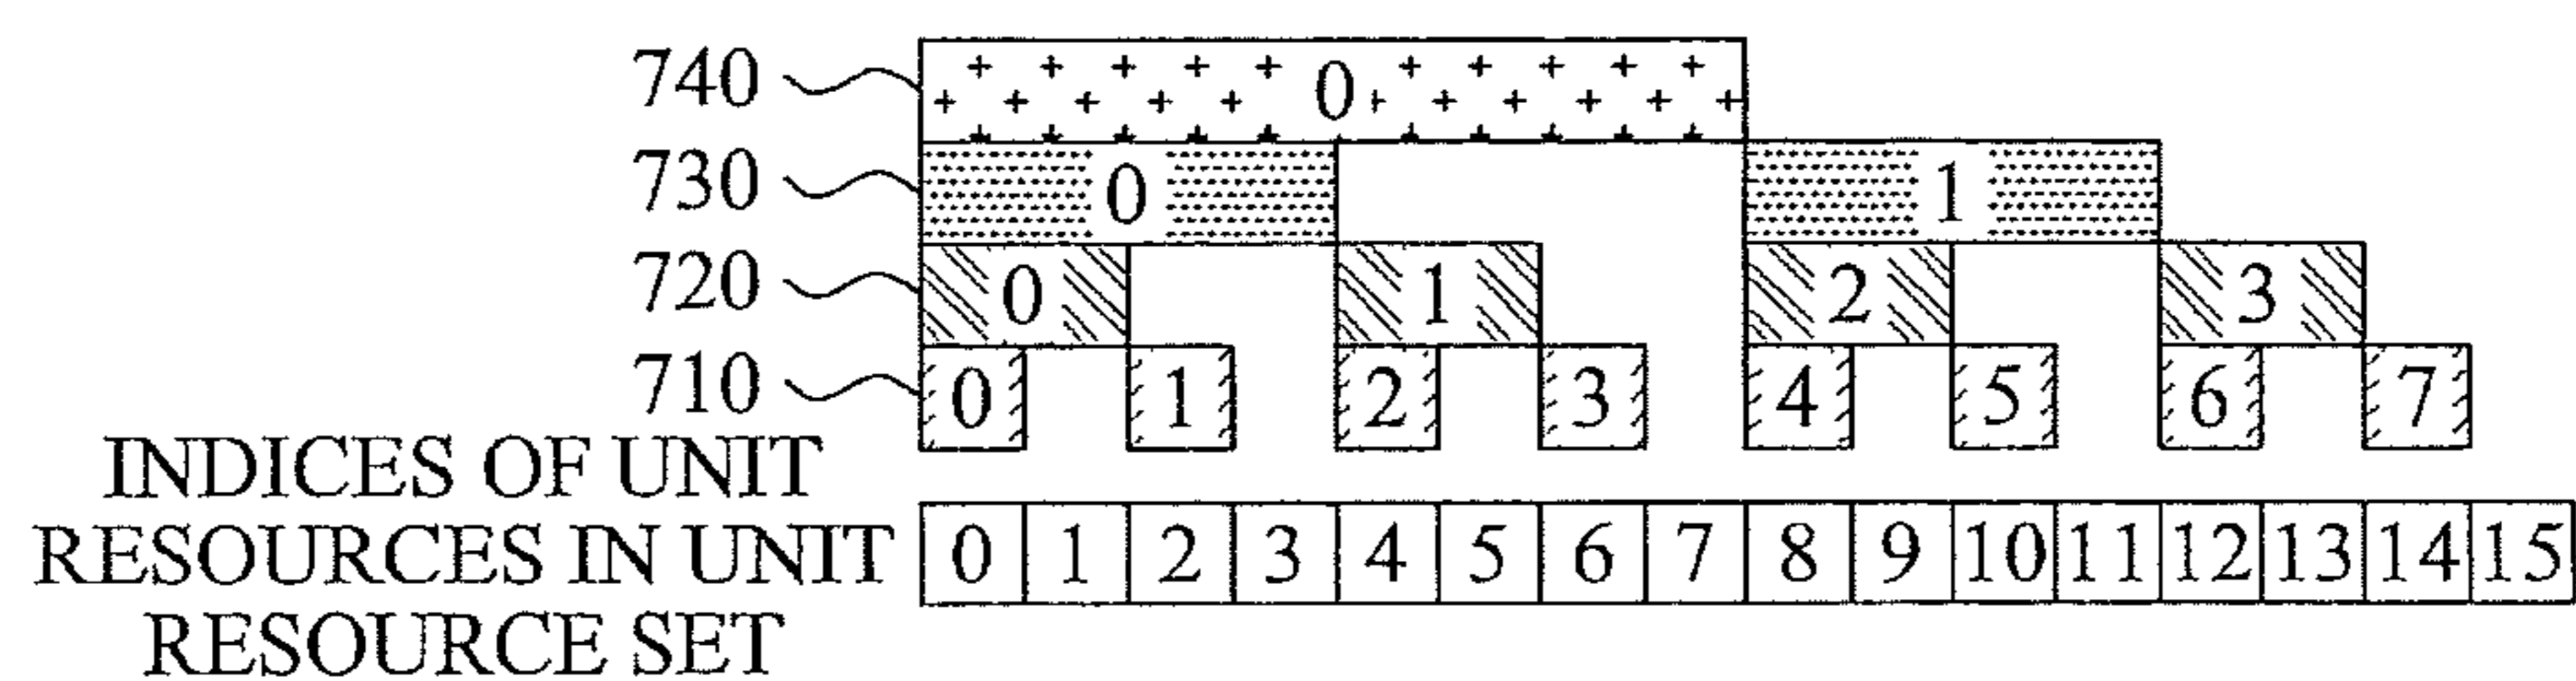 740 0
730 0 1
720 0 1 2 3
710 0 1 2 3 4 5 6 7
INDICES OF UNIT
RESOURCES IN UNIT 0 1 2 3 4 5 6 7 8 9 10 11 12 13 14 15
RESOURCE SET